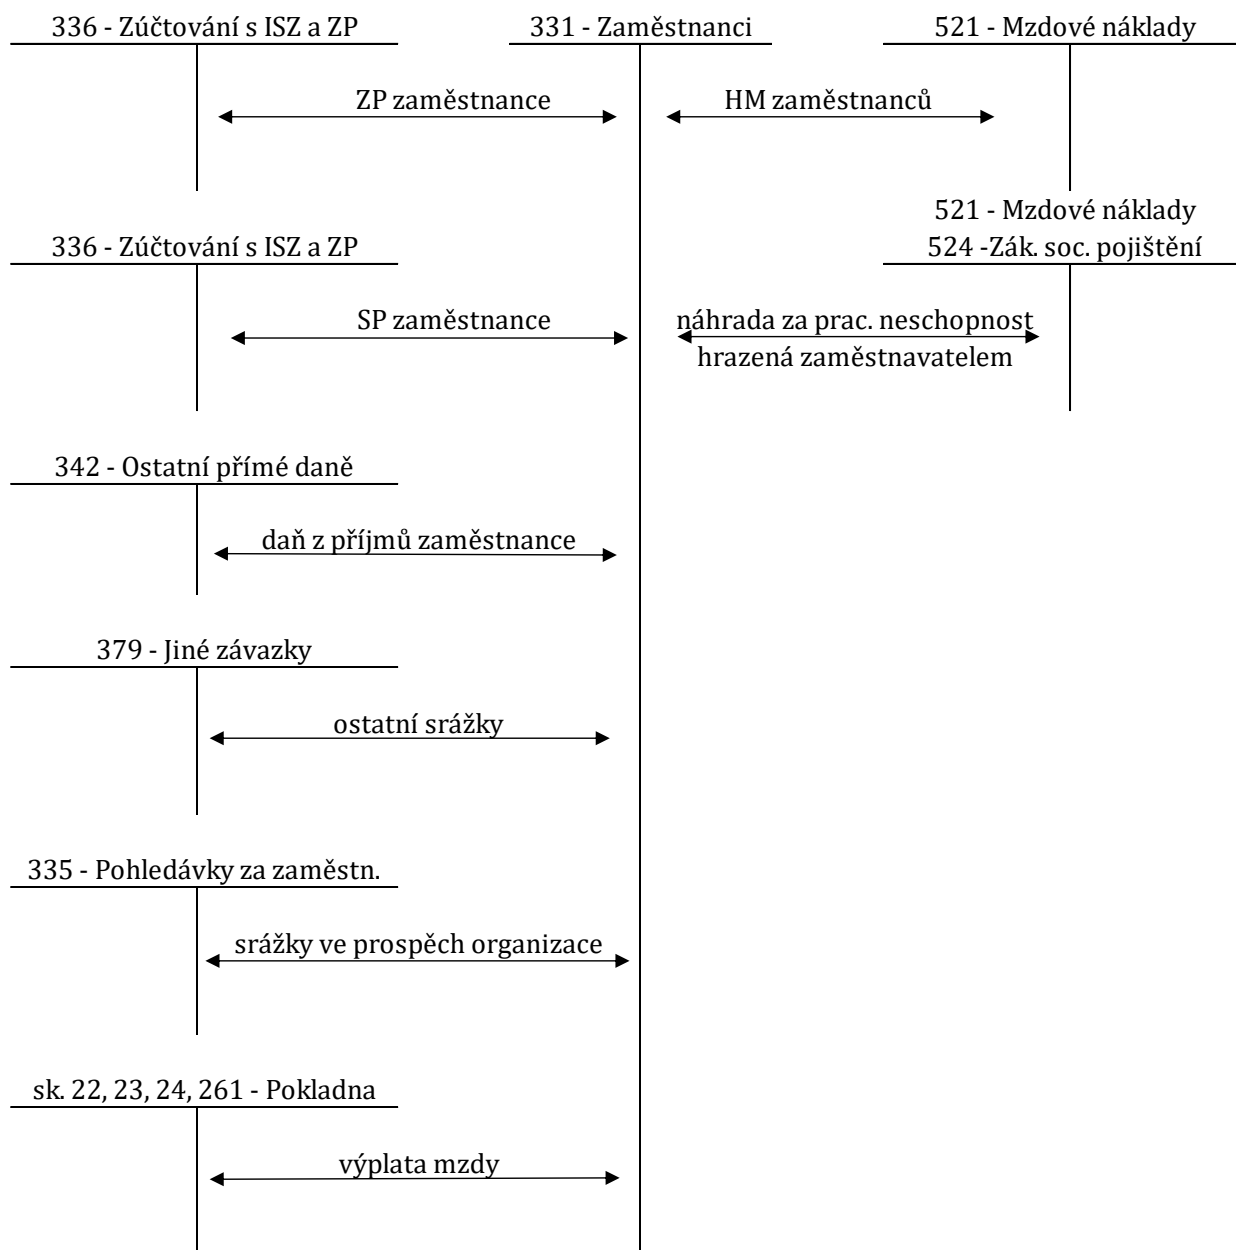 336 - Zúčtování s ISZ a ZP
331 - Zaměstnanci
521 - Mzdové náklady
ZP zaměstnance
HM zaměstnanců
521 - Mzdové náklady
336 - Zúčtování s ISZ a ZP
524 -Zák. soc. pojištění
SP zaměstnance
náhrada za prac. neschopnost
hrazená zaměstnavatelem
342 - Ostatní přímé daně
daň z příjmů zaměstnance
379 - Jiné závazky
ostatní srážky
335 - Pohledávky za zaměstn.
srážky ve prospěch organizace
sk. 22, 23, 24, 261 - Pokladna
výplata mzdy